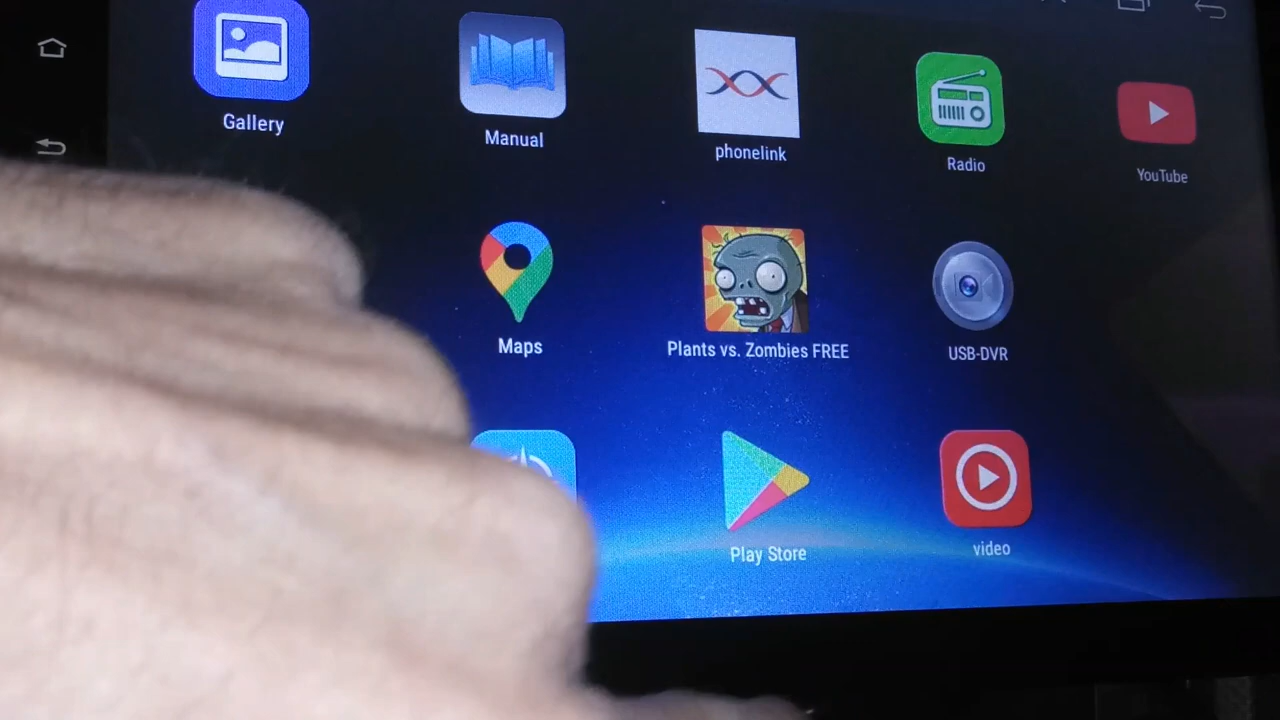 Gallery
Manual
phonelink
Radio
YouTube
Maps
Plants vs. Zombies FREE
USB-DVR
Play Store
video